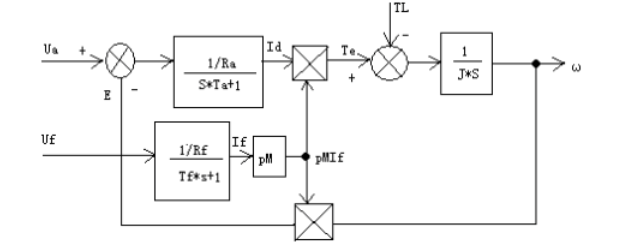 TL
Ua + Id Te - 
1/Ra
S*Ta+1
+
1
J*S
ω
E -
Uf
1/Rf
Tf*s+1
If
pM
pMIf